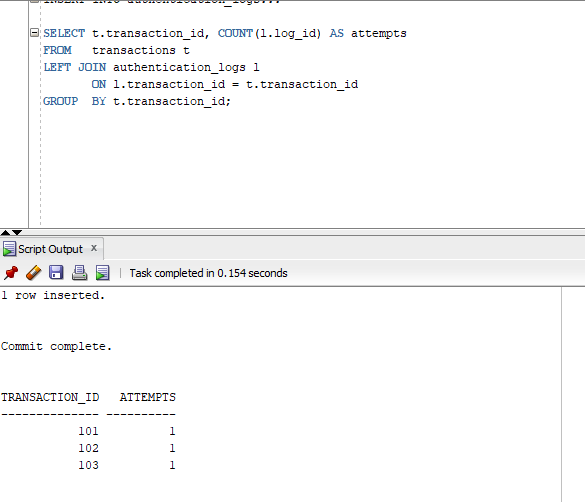 INSERT INTO authentication_logs...
SELECT t.transaction_id, COUNT(l.log_id) AS attempts
FROM   transactions t
LEFT JOIN authentication_logs l
       ON l.transaction_id = t.transaction_id
GROUP  BY t.transaction_id;
Script Output x
Task completed in 0.154 seconds
1 row inserted.
Commit complete.
TRANSACTION_ID   ATTEMPTS
-------------- ----------
           101          1
           102          1
           103          1